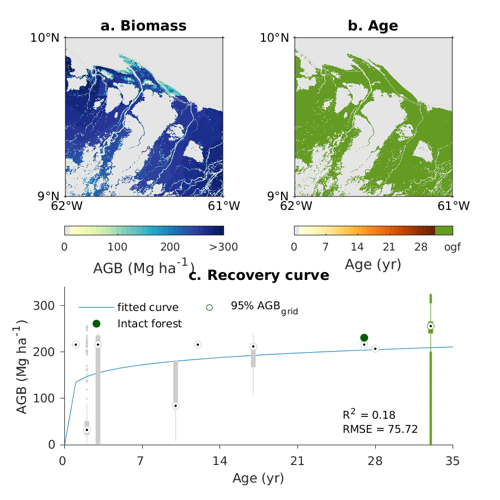 a. Biomass
b. Age
10°N
10°N
9°N
9°N
62°W
61°W
62°W
61°W
0
100
200
>300
0
7
14
21
28
ogf
AGB (Mg ha⁻¹)
Age (yr)
c. Recovery curve
300
200
100
0
AGB (Mg ha⁻¹)
fitted curve
95% AGB_grid
Intact forest
R² = 0.18
RMSE = 75.72
0
7
14
21
28
35
Age (yr)